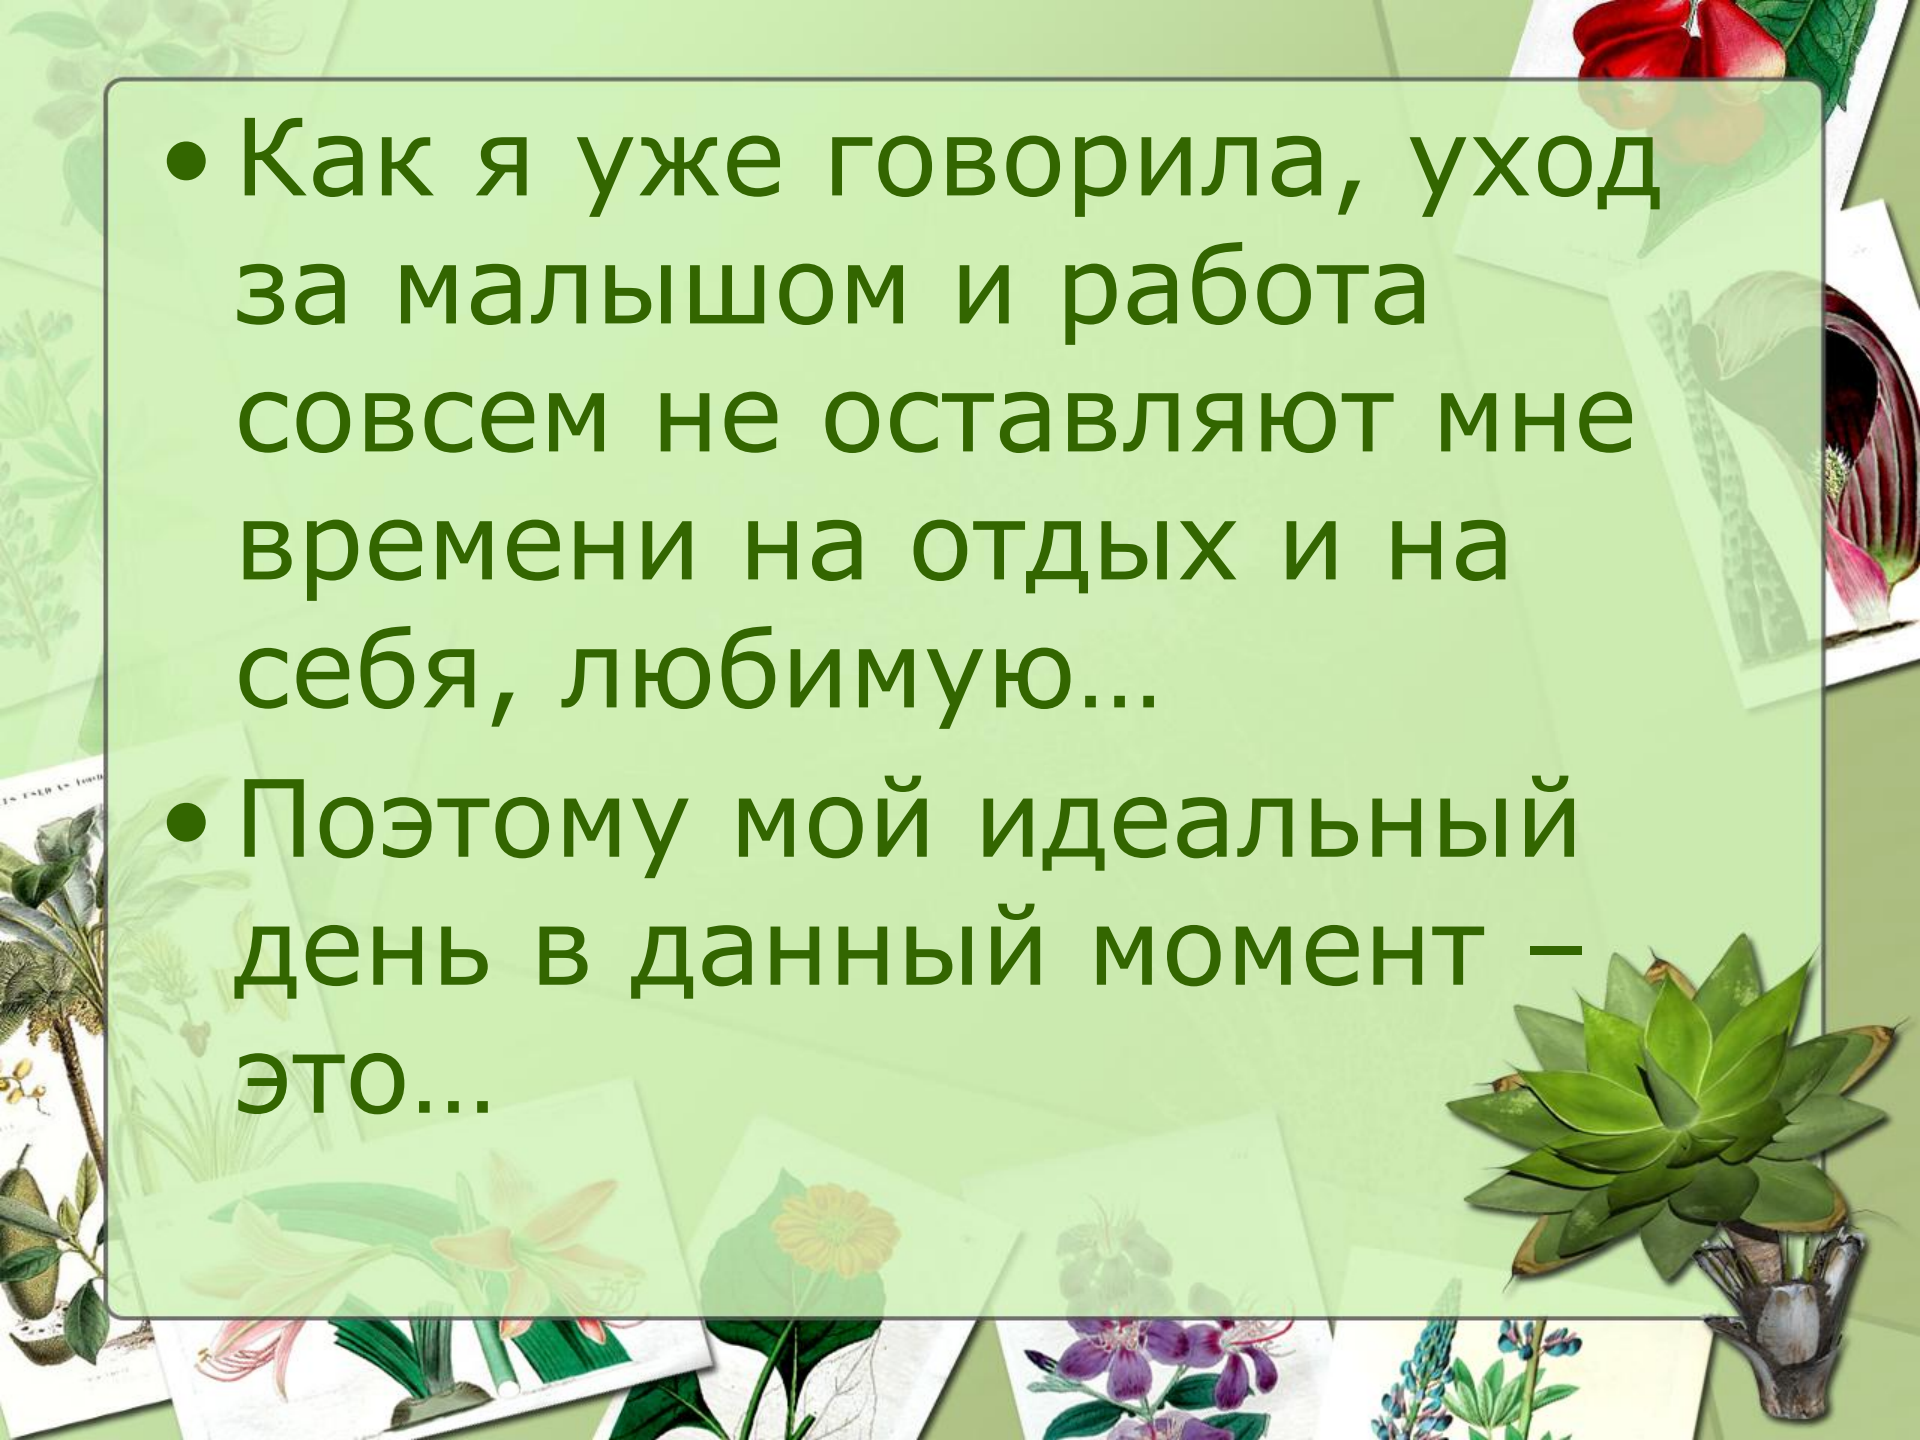 • Как я уже говорила, уход
за малышом и работа
совсем не оставляют мне
времени на отдых и на
себя, любимую…
• Поэтому мой идеальный
день в данный момент –
это…